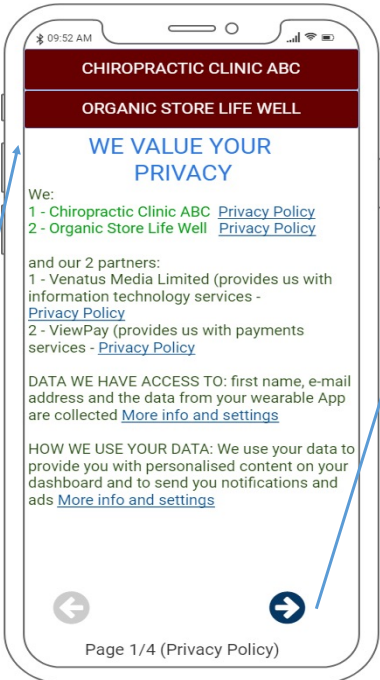 09:52 AM
CHIROPRACTIC CLINIC ABC
ORGANIC STORE LIFE WELL
WE VALUE YOUR
PRIVACY
We:
1 - Chiropractic Clinic ABC Privacy Policy
2 - Organic Store Life Well Privacy Policy
and our 2 partners:
1 - Venatus Media Limited (provides us with
information technology services -
Privacy Policy
2 - ViewPay (provides us with payments
services - Privacy Policy
DATA WE HAVE ACCESS TO: first name, e-mail
address and the data from your wearable App
are collected More info and settings
HOW WE USE YOUR DATA: We use your data to
provide you with personalised content on your
dashboard and to send you notifications and
ads More info and settings
Page 1/4 (Privacy Policy)